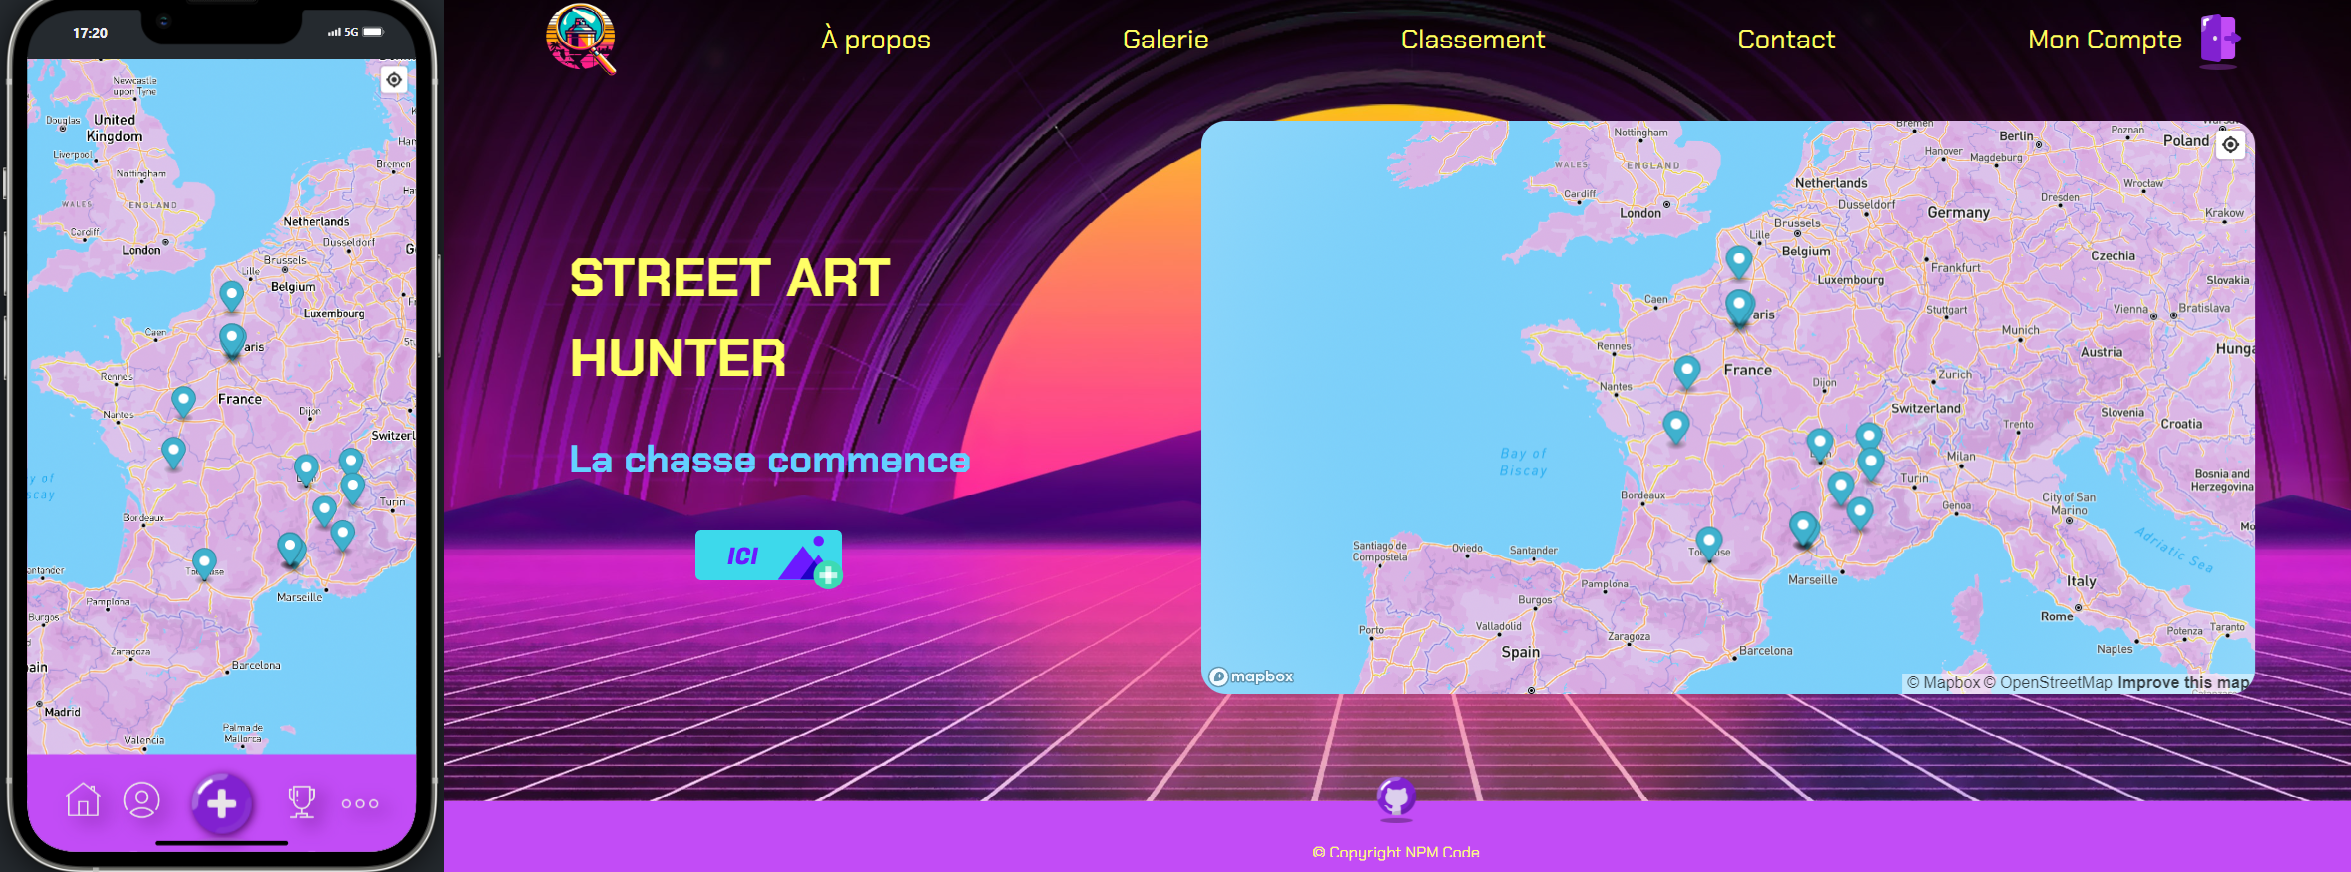 17:20
5G
Newcastle
upon Tyne
Douglas
United
Kingdom
Liverpool
Nottingham
Bremen
WALES
ENGLAND
Cardiff
London
Netherlands
Dusseldorf
Brussels
Lille
Belgium
Luxembourg
Caen
aris
Rennes
France
Nantes
Dijon
Switzerl
y of
scay
Turin
Bordeaux
Marseille
Pamplona
Burgos
Zaragoza
Barcelona
ain
Madrid
Palma de
Mallorca
Valencia
À propos
Galerie
Classement
Contact
Mon Compte
STREET ART
HUNTER
La chasse commence
ICI
Nottingham
Bremen
Berlin
Poznan
Poland
Hanover
Magdeburg
WALES
ENGLAND
Cardiff
London
Netherlands
Dusseldorf
Germany
Dresden
Wrocław
Krakow
Lille
Brussels
Belgium
Frankfurt
Czechia
Luxembourg
Slovakia
Caen
aris
Stuttgart
Vienna
Bratislava
Munich
Rennes
Austria
Hunga
France
Zurich
Nantes
Dijon
Switzerland
Slovenia
Croatia
Trento
Bay of
Biscay
Milan
Turin
Bosnia and
Herzegovina
Bordeaux
City of San
Marino
Genoa
Adriatic Sea
Santiago de
Compostela
Oviedo
Santander
Marseille
Pamplona
Italy
Burgos
Rome
Porto
Valladolid
Zaragoza
Potenza
Taranto
Spain
Barcelona
Naples
mapbox
© Mapbox © OpenStreetMap Improve this map
© Copyright NPM Code